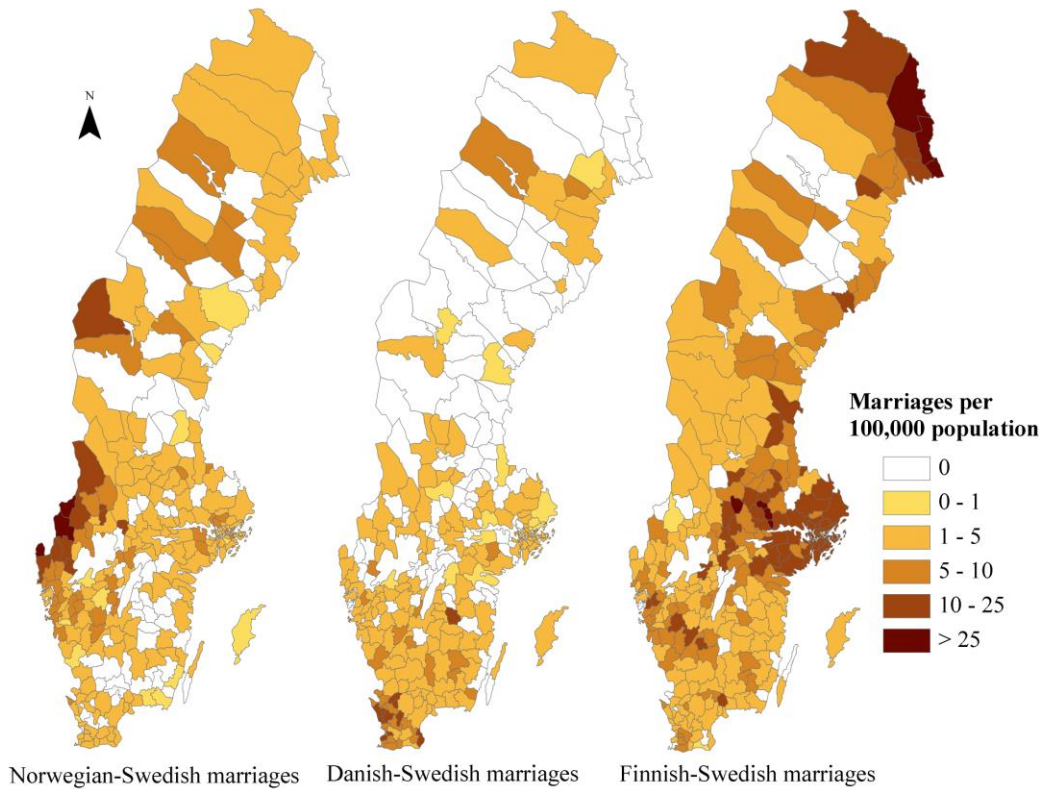 N
Marriages per
100,000 population
0
0 - 1
1 - 5
5 - 10
10 - 25
> 25
Norwegian-Swedish marriages
Danish-Swedish marriages
Finnish-Swedish marriages